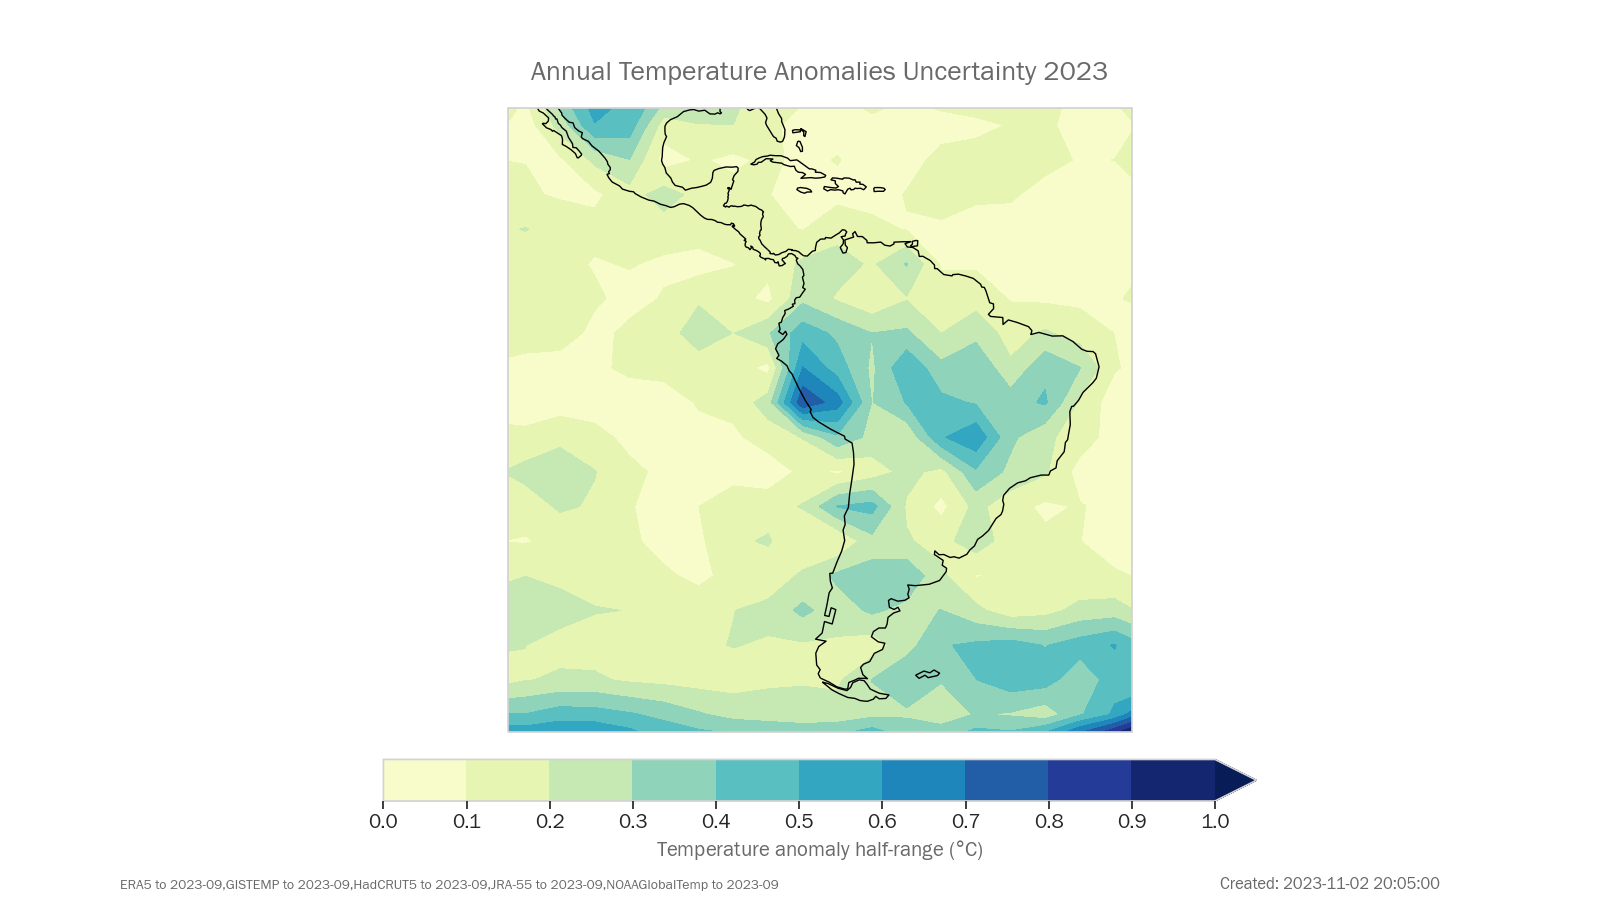 Annual Temperature Anomalies Uncertainty 2023
0.0 0.1 0.2 0.3 0.4 0.5 0.6 0.7 0.8 0.9 1.0
Temperature anomaly half-range (°C)
ERA5 to 2023-09,GISTEMP to 2023-09,HadCRUT5 to 2023-09,JRA-55 to 2023-09,NOAAGlobalTemp to 2023-09
Created: 2023-11-02 20:05:00